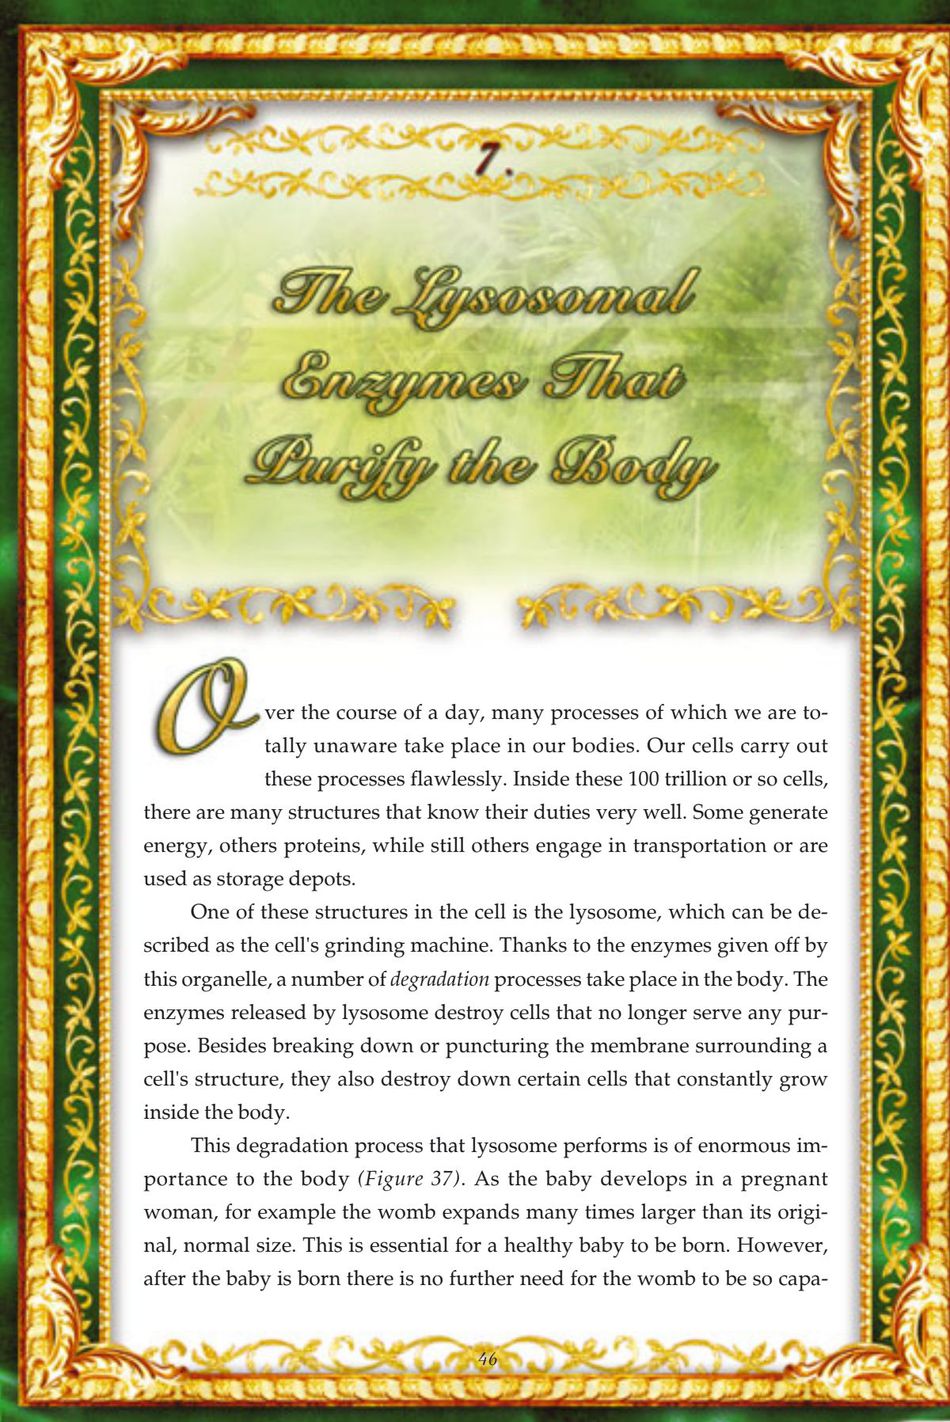 7.
The Lysosomal
Enzymes That
Purify the Body
Over the course of a day, many processes of which we are to-
tally unaware take place in our bodies. Our cells carry out
these processes flawlessly. Inside these 100 trillion or so cells,
there are many structures that know their duties very well. Some generate
energy, others proteins, while still others engage in transportation or are
used as storage depots.
One of these structures in the cell is the lysosome, which can be de-
scribed as the cell's grinding machine. Thanks to the enzymes given off by
this organelle, a number of degradation processes take place in the body. The
enzymes released by lysosome destroy cells that no longer serve any pur-
pose. Besides breaking down or puncturing the membrane surrounding a
cell's structure, they also destroy down certain cells that constantly grow
inside the body.
This degradation process that lysosome performs is of enormous im-
portance to the body (Figure 37). As the baby develops in a pregnant
woman, for example the womb expands many times larger than its origi-
nal, normal size. This is essential for a healthy baby to be born. However,
after the baby is born there is no further need for the womb to be so capa-
46